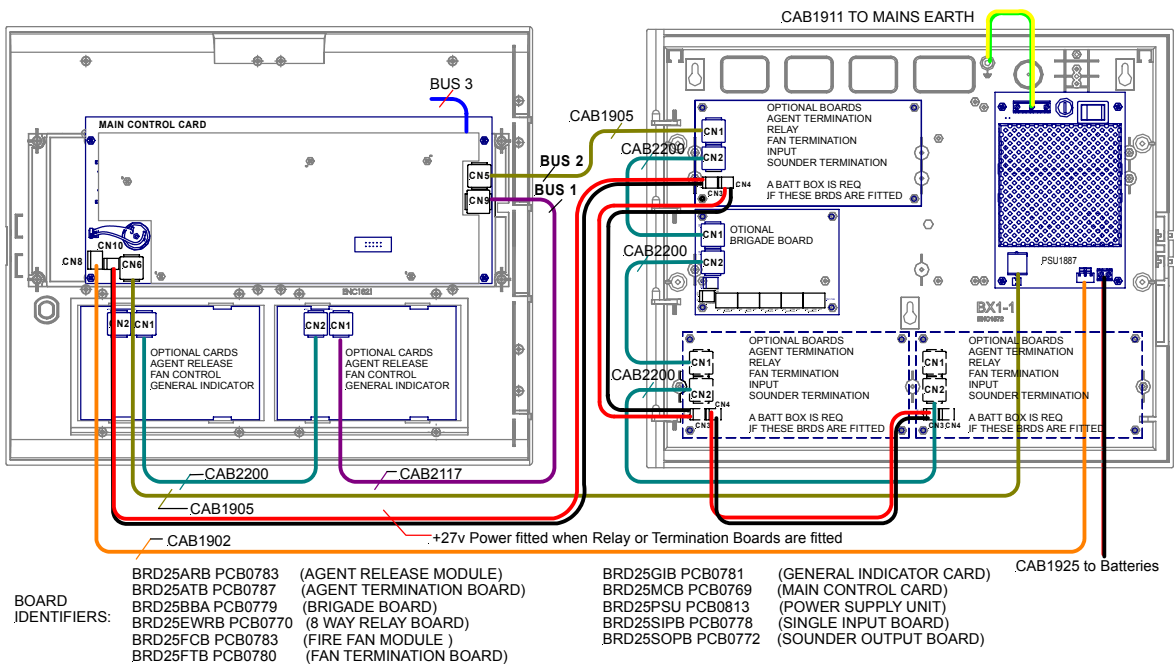 CAB1911 TO MAINS EARTH
BUS 3
MAIN CONTROL CARD
CN5
CN9
CN10
CN8
CN6
BUS 2
BUS 1
CAB1905
CAB2200
ENC1621
CN2
CN1
OPTIONAL CARDS
AGENT RELEASE
FAN CONTROL
GENERAL INDICATOR
CN2
CN1
OPTIONAL CARDS
AGENT RELEASE
FAN CONTROL
GENERAL INDICATOR
CN1
CN2
CN3
CN4
OPTIONAL BOARDS
AGENT TERMINATION
RELAY
FAN TERMINATION
INPUT
SOUNDER TERMINATION
A BATT BOX IS REQ
IF THESE BRDS ARE FITTED
CN1
CN2
OTIONAL
BRIGADE BOARD
CAB2200
PSU1887
BX1-1
ENC1572
CAB2200
CN1
CN2
CN3
CN4
OPTIONAL BOARDS
AGENT TERMINATION
RELAY
FAN TERMINATION
INPUT
SOUNDER TERMINATION
A BATT BOX IS REQ
IF THESE BRDS ARE FITTED
CN1
CN2
CN3
CN4
OPTIONAL BOARDS
AGENT TERMINATION
RELAY
FAN TERMINATION
INPUT
SOUNDER TERMINATION
A BATT BOX IS REQ
IF THESE BRDS ARE FITTED
CAB2200
CAB2117
CAB1905
CAB1902
+27v Power fitted when Relay or Termination Boards are fitted
CAB1925 to Batteries
BOARD
IDENTIFIERS:
BRD25ARB PCB0783 (AGENT RELEASE MODULE)
BRD25ATB PCB0787 (AGENT TERMINATION BOARD)
BRD25BBA PCB0779 (BRIGADE BOARD)
BRD25EWRB PCB0770 (8 WAY RELAY BOARD)
BRD25FCB PCB0783 (FIRE FAN MODULE )
BRD25FTB PCB0780 (FAN TERMINATION BOARD)
BRD25GIB PCB0781 (GENERAL INDICATOR CARD)
BRD25MCB PCB0769 (MAIN CONTROL CARD)
BRD25PSU PCB0813 (POWER SUPPLY UNIT)
BRD25SIPB PCB0778 (SINGLE INPUT BOARD)
BRD25SOPB PCB0772 (SOUNDER OUTPUT BOARD)